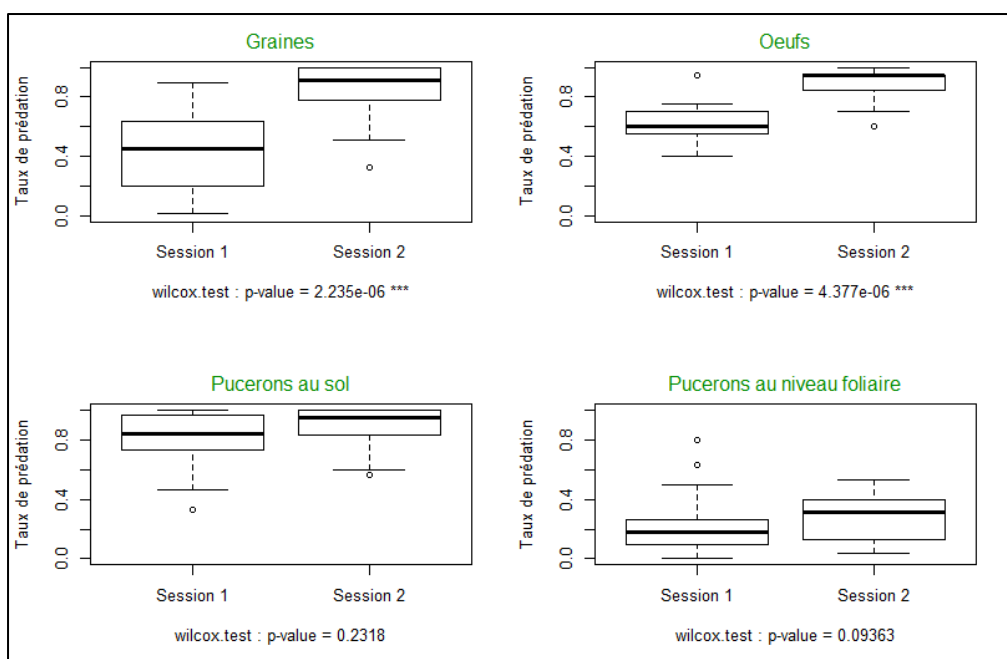 Graines
Taux de prédation
0.0 0.4 0.8
Session 1 Session 2
wilcox.test : p-value = 2.235e-06 ***
Oeufs
Taux de prédation
0.0 0.4 0.8
Session 1 Session 2
wilcox.test : p-value = 4.377e-06 ***
Pucerons au sol
Taux de prédation
0.0 0.4 0.8
Session 1 Session 2
wilcox.test : p-value = 0.2318
Pucerons au niveau foliaire
Taux de prédation
0.0 0.4 0.8
Session 1 Session 2
wilcox.test : p-value = 0.09363